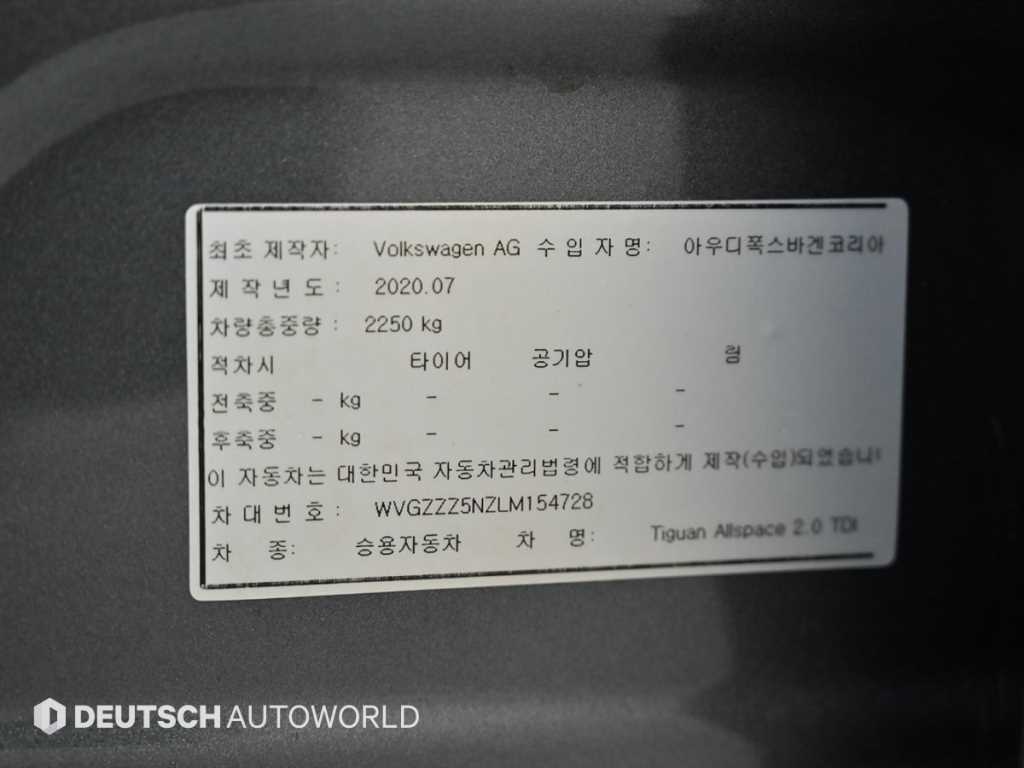 최초 제작자: Volkswagen AG 수 입 자 명: 아우디폭스바겐코리아
제 작 년 도 : 2020.07
차량총중량 : 2250 kg
적차시 타이어 공기압 림
전축중 - kg - - -
후축중 - kg - - -
이 자동차는 대한민국 자동차관리법령에 적합하게 제작(수입)되었습니
차 대 번 호 : WVGZZZ5NZLM154728
차 종: 승용자동차 차 명: Tiguan Allspace 2.0 TDI
DEUTSCH AUTOWORLD